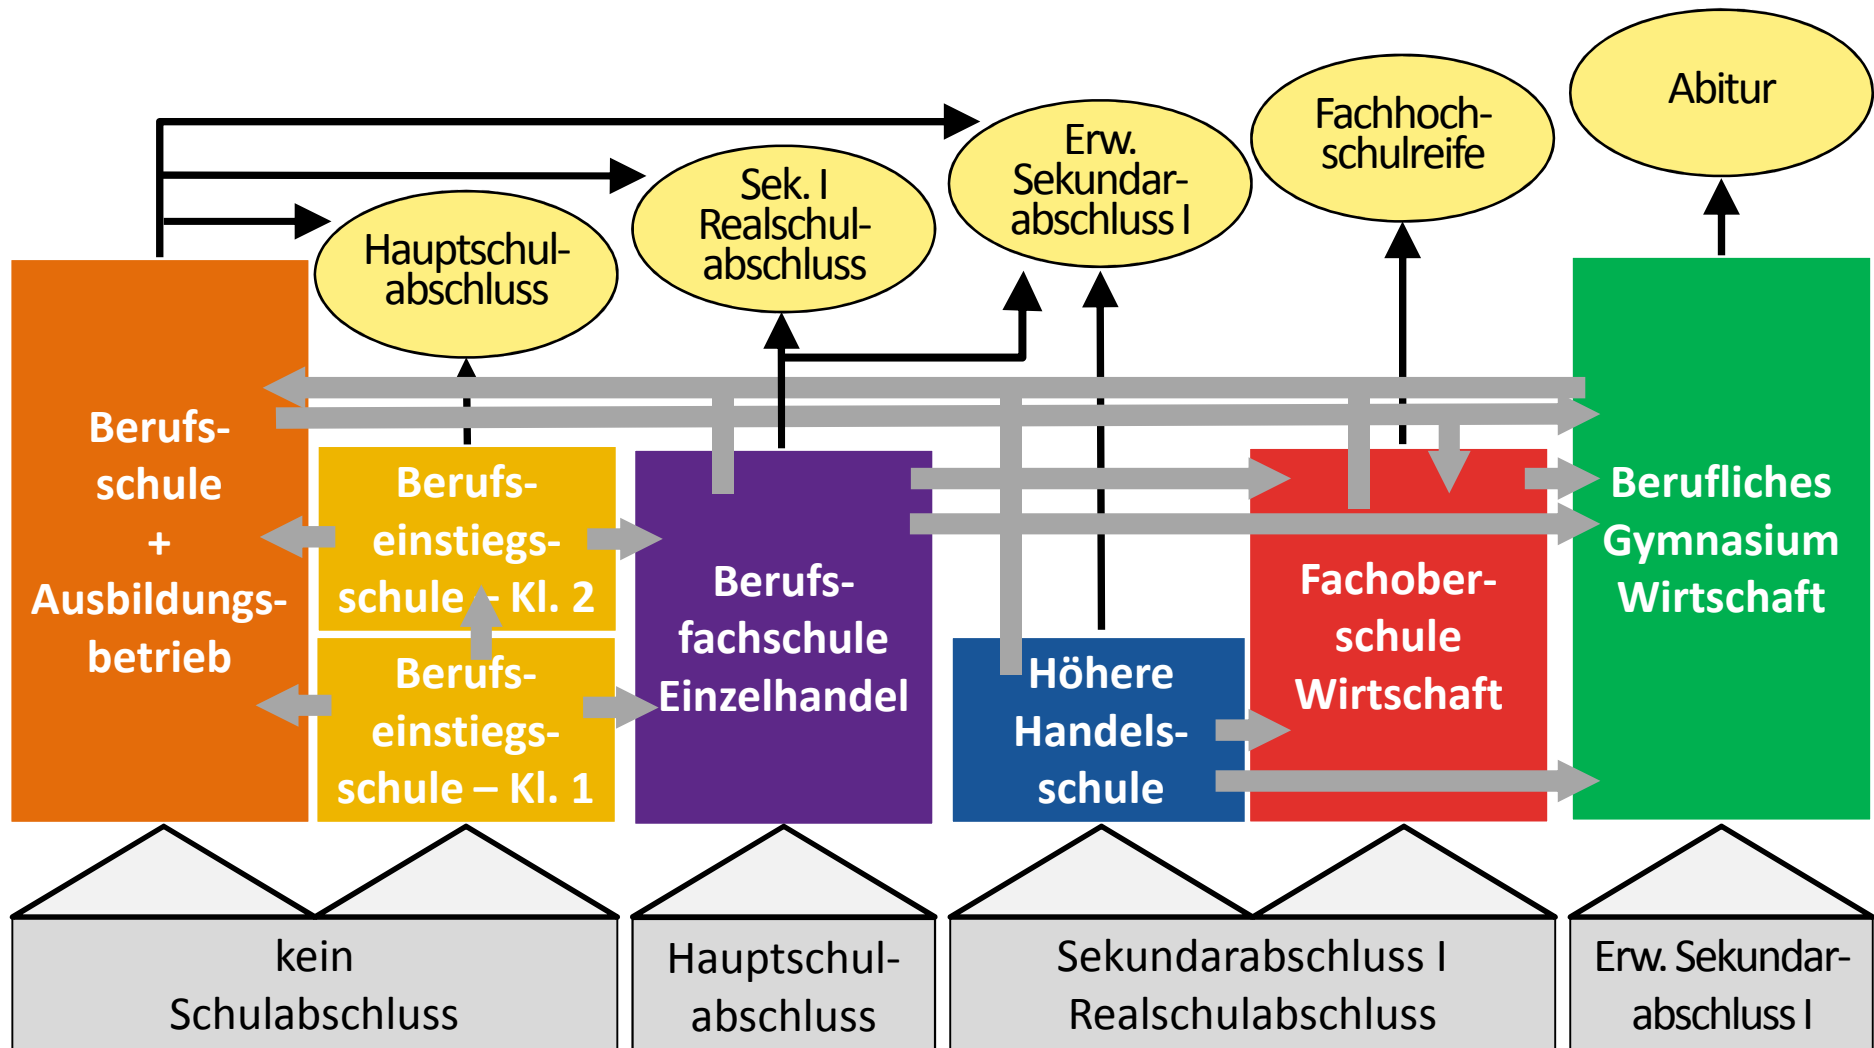 Abitur
Fachhoch-
schulreife
Erw.
Sekundar-
abschluss I
Sek. I
Realschul-
abschluss
Hauptschul-
abschluss
Berufs-
schule
+
Ausbildungs-
betrieb
Berufs-
einstiegs-
schule – Kl. 2
Berufs-
einstiegs-
schule – Kl. 1
Berufs-
fachschule
Einzelhandel
Höhere
Handels-
schule
Fachober-
schule
Wirtschaft
Berufliches
Gymnasium
Wirtschaft
kein
Schulabschluss
Hauptschul-
abschluss
Sekundarabschluss I
Realschulabschluss
Erw. Sekundar-
abschluss I